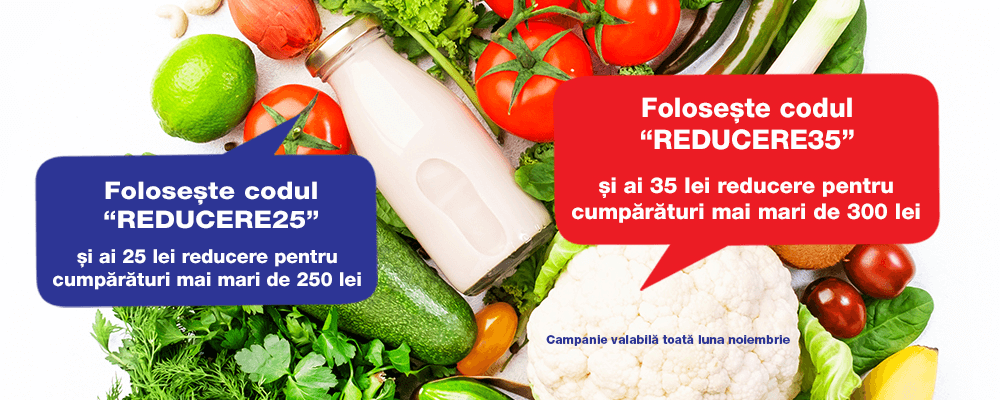 Folosește codul
“REDUCERE25”
și ai 25 lei reducere pentru
cumpărături mai mari de 250 lei
Folosește codul
“REDUCERE35”
și ai 35 lei reducere pentru
cumpărături mai mari de 300 lei
Campanie valabilă toată luna noiembrie